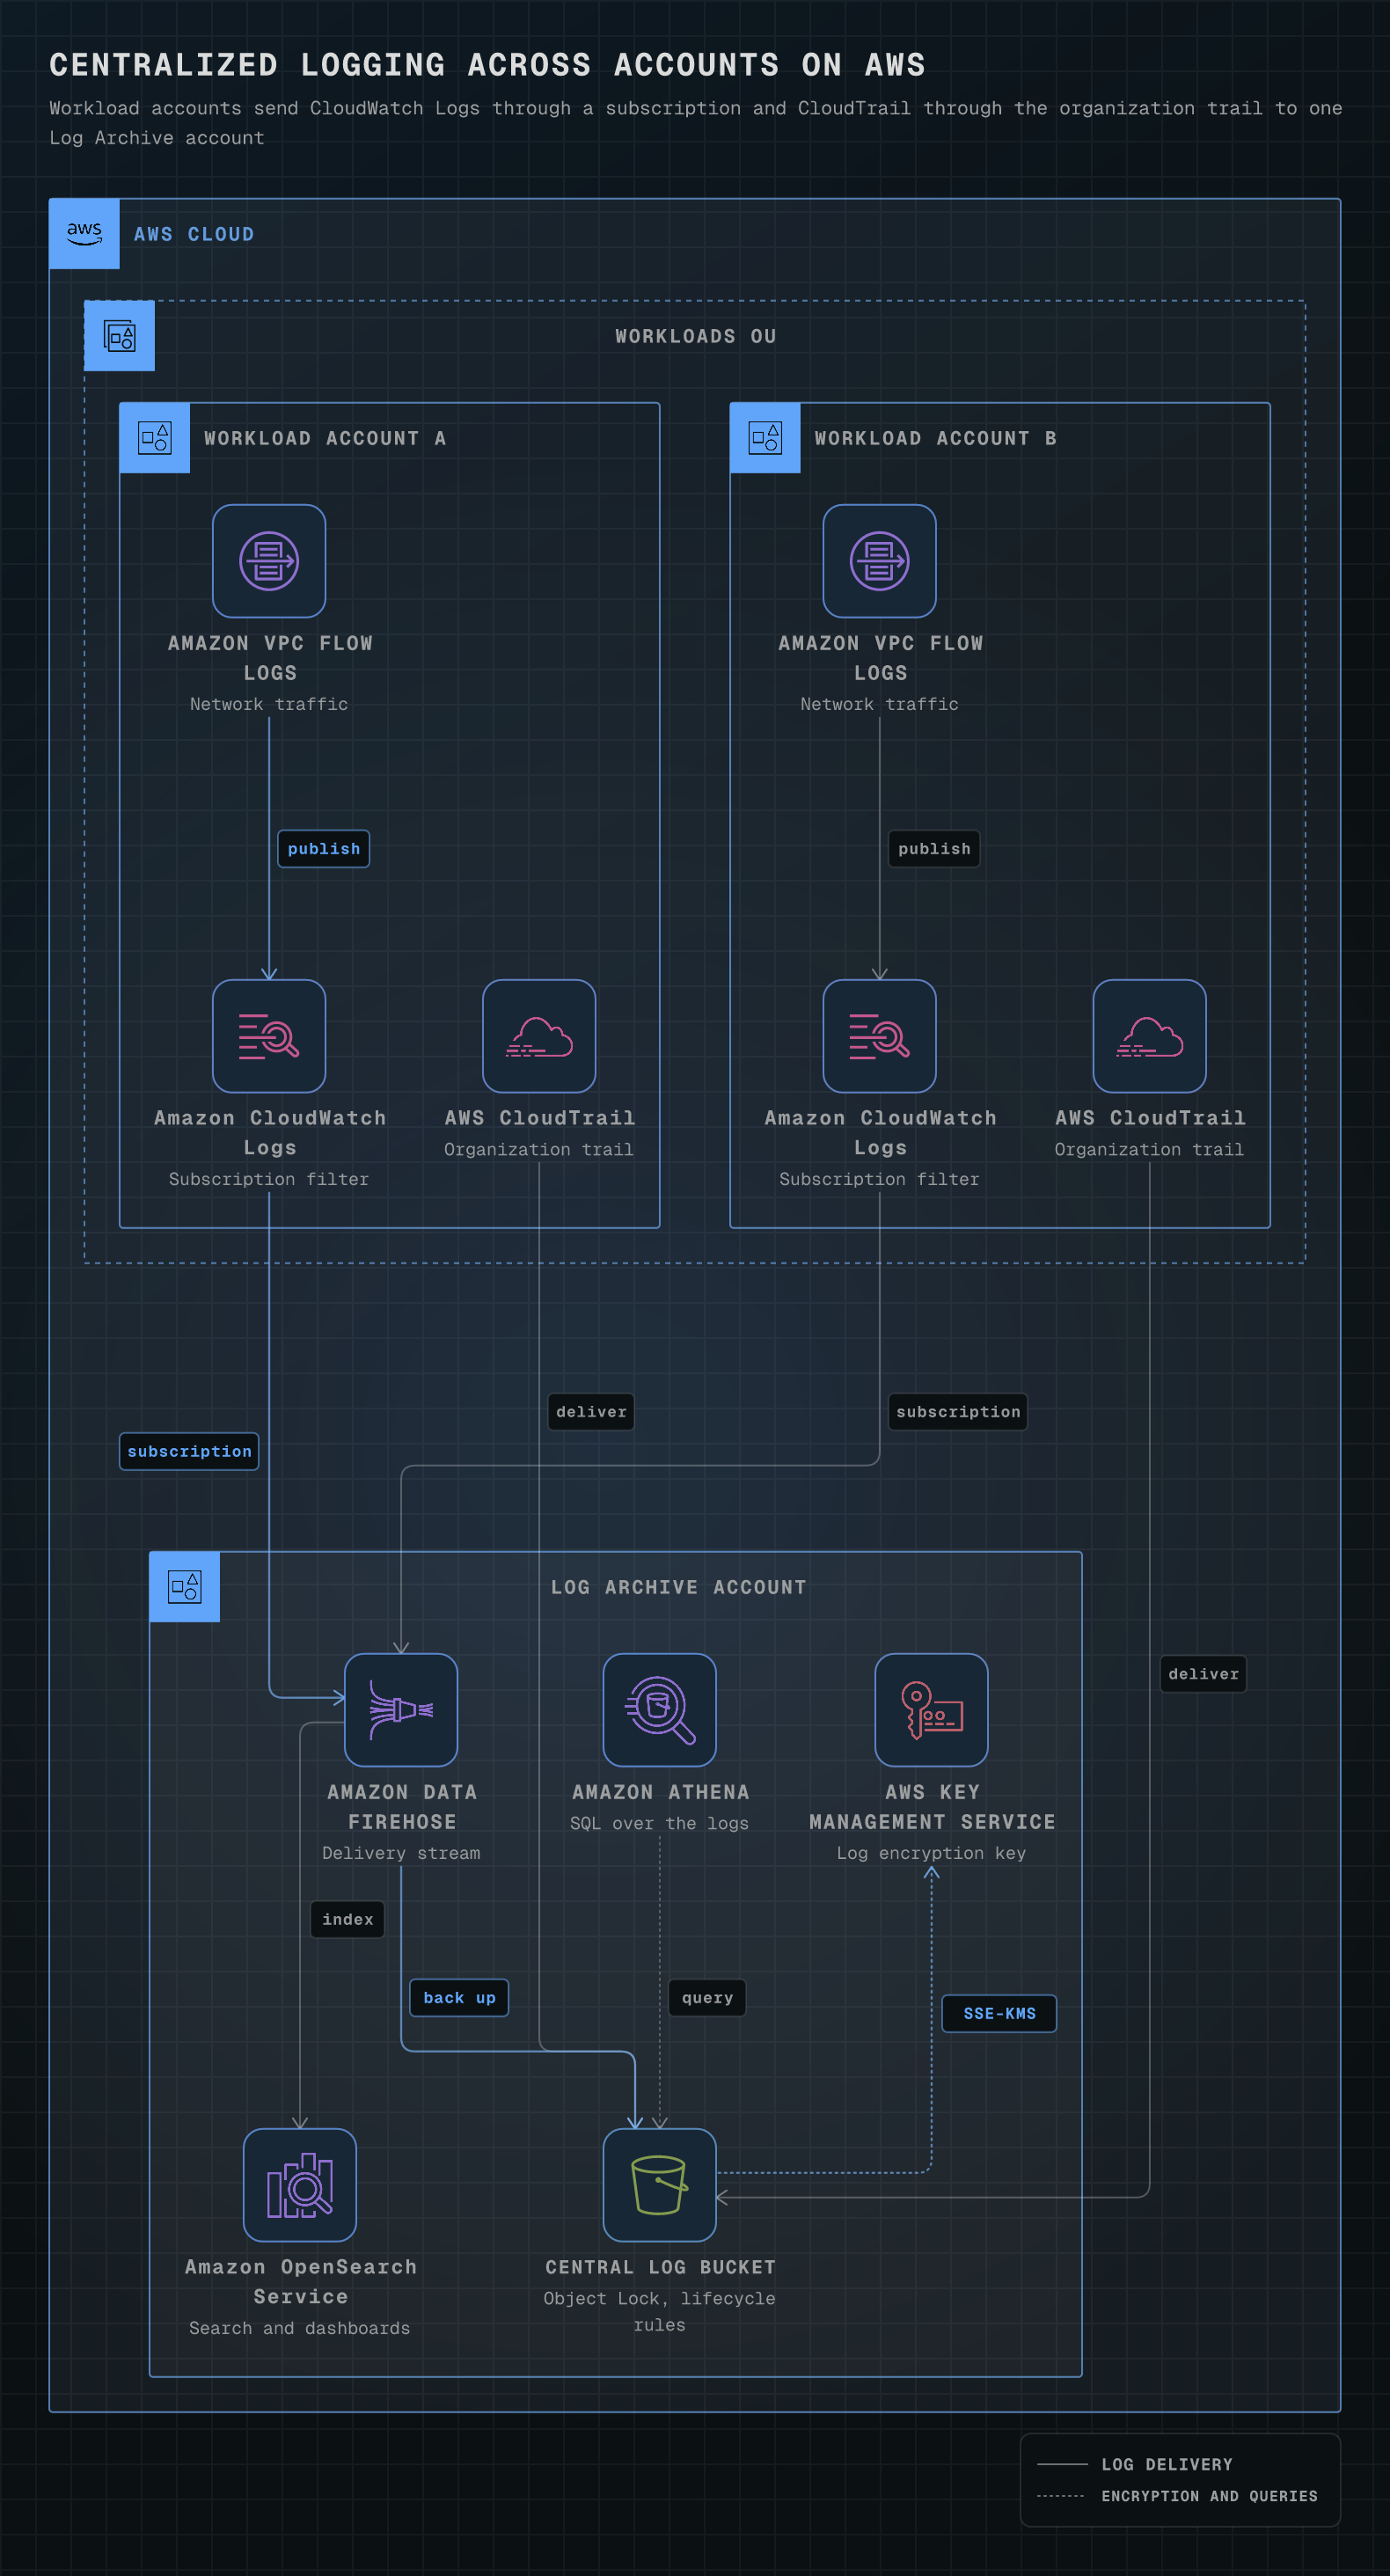 CENTRALIZED LOGGING ACROSS ACCOUNTS ON AWS
Workload accounts send CloudWatch Logs through a subscription and CloudTrail through the organization trail to one
Log Archive account
aws
AWS CLOUD
WORKLOADS OU
WORKLOAD ACCOUNT A
WORKLOAD ACCOUNT B
AMAZON VPC FLOW
LOGS
Network traffic
AMAZON VPC FLOW
LOGS
Network traffic
publish
publish
Amazon CloudWatch
Logs
Subscription filter
AWS CloudTrail
Organization trail
Amazon CloudWatch
Logs
Subscription filter
AWS CloudTrail
Organization trail
deliver
subscription
subscription
LOG ARCHIVE ACCOUNT
deliver
AMAZON DATA
FIREHOSE
Delivery stream
AMAZON ATHENA
SQL over the logs
AWS KEY
MANAGEMENT SERVICE
Log encryption key
index
back up
query
SSE-KMS
Amazon OpenSearch
Service
Search and dashboards
CENTRAL LOG BUCKET
Object Lock, lifecycle
rules
LOG DELIVERY
ENCRYPTION AND QUERIES